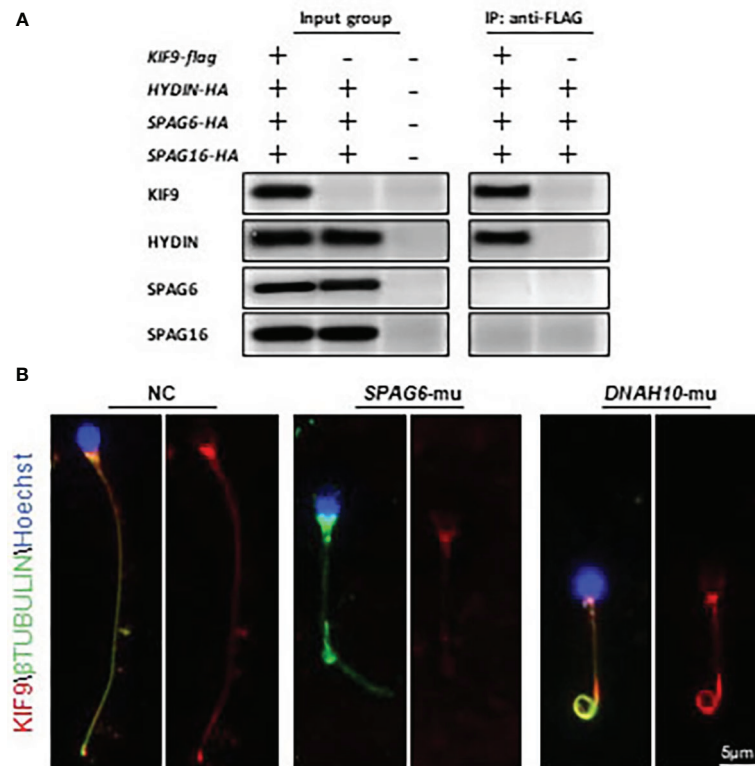 A
Input group IP: anti-FLAG
KIF9-flag + - - + -
HYDIN-HA + + - + +
SPAG6-HA + + - + +
SPAG16-HA + + - + +
KIF9
HYDIN
SPAG6
SPAG16
B
NC SPAG6-mu DNAH10-mu
KIF9\βTUBULIN\Hoechst
5μm